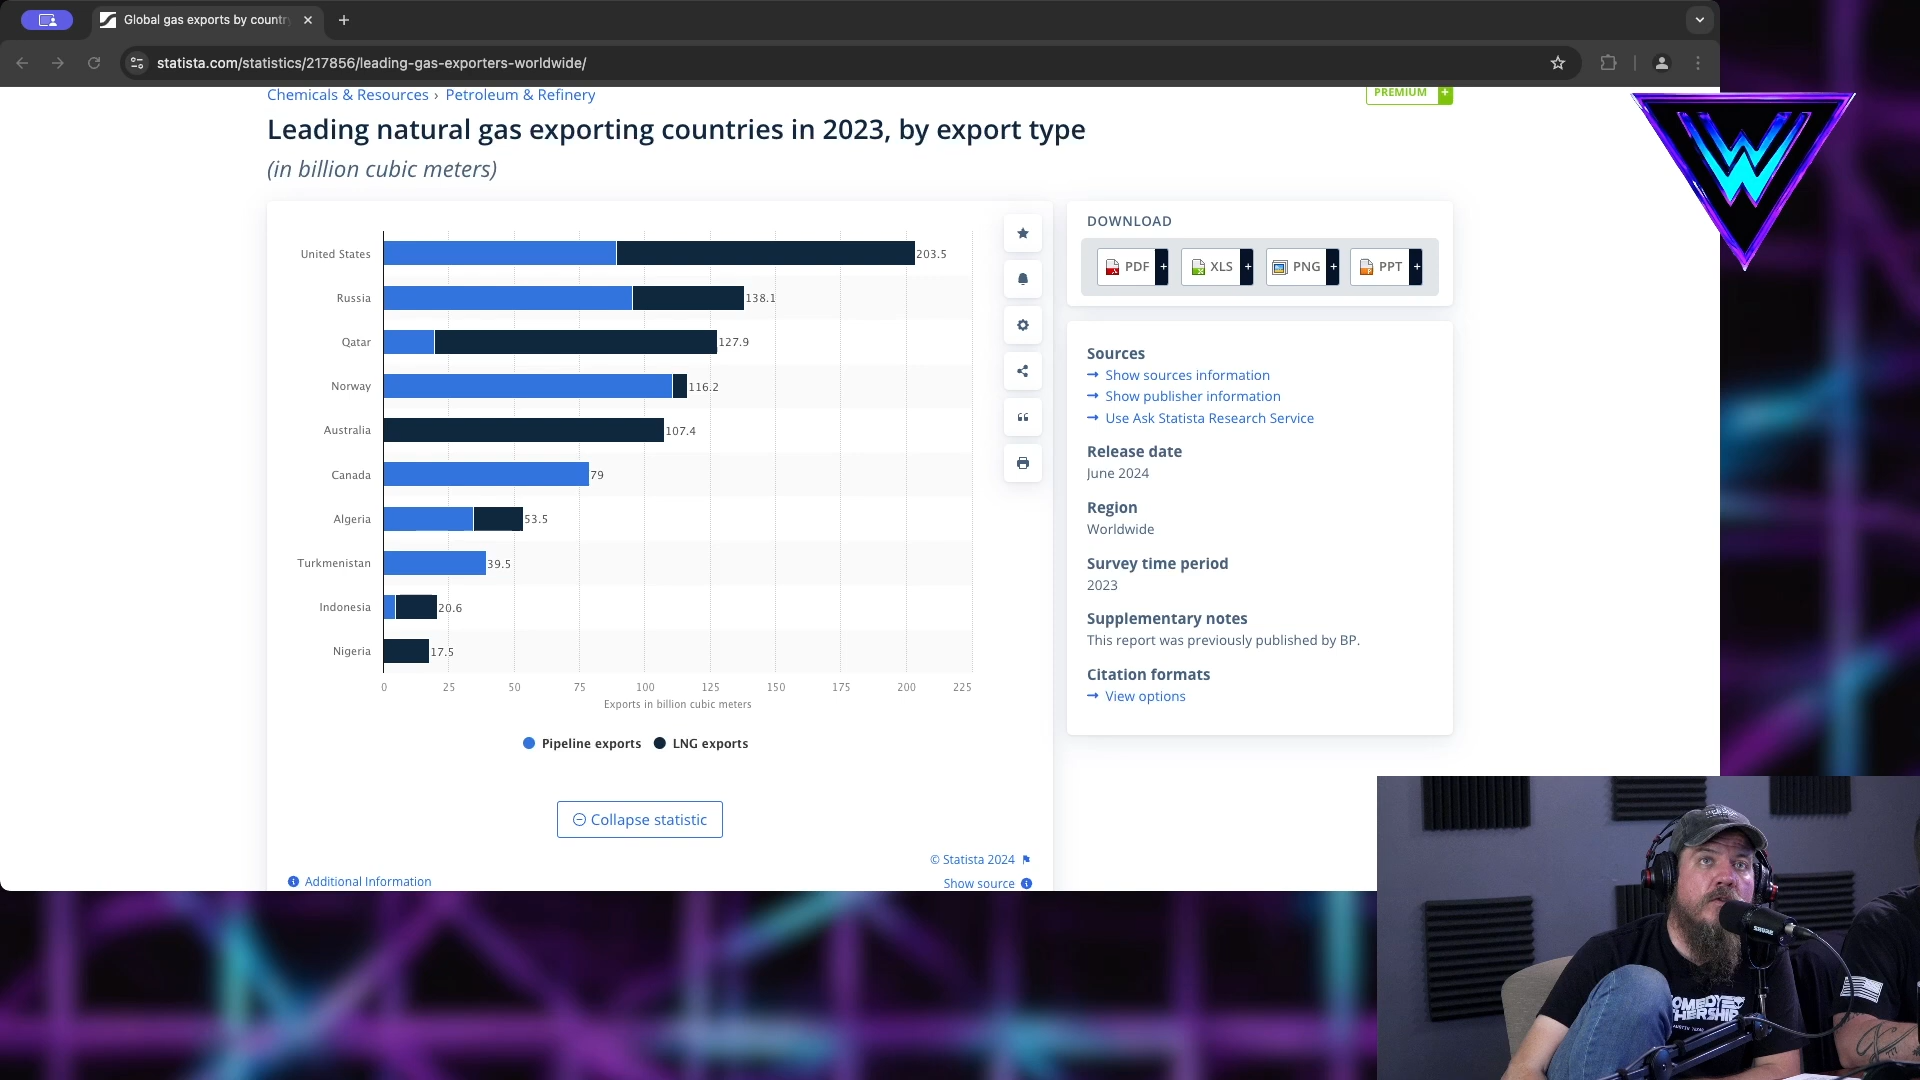 Global gas exports by countr
statista.com/statistics/217856/leading-gas-exporters-worldwide/
Chemicals & Resources › Petroleum & Refinery
PREMIUM +
Leading natural gas exporting countries in 2023, by export type
(in billion cubic meters)
United States 203.5
Russia 138.1
Qatar 127.9
Norway 116.2
Australia 107.4
Canada 79
Algeria 53.5
Turkmenistan 39.5
Indonesia 20.6
Nigeria 17.5
0 25 50 75 100 125 150 175 200 225
Exports in billion cubic meters
Pipeline exports LNG exports
Collapse statistic
© Statista 2024
Additional Information
Show source
DOWNLOAD
PDF + XLS + PNG + PPT +
Sources
→ Show sources information
→ Show publisher information
→ Use Ask Statista Research Service
Release date
June 2024
Region
Worldwide
Survey time period
2023
Supplementary notes
This report was previously published by BP.
Citation formats
→ View options
W
SHURE
COMEDY